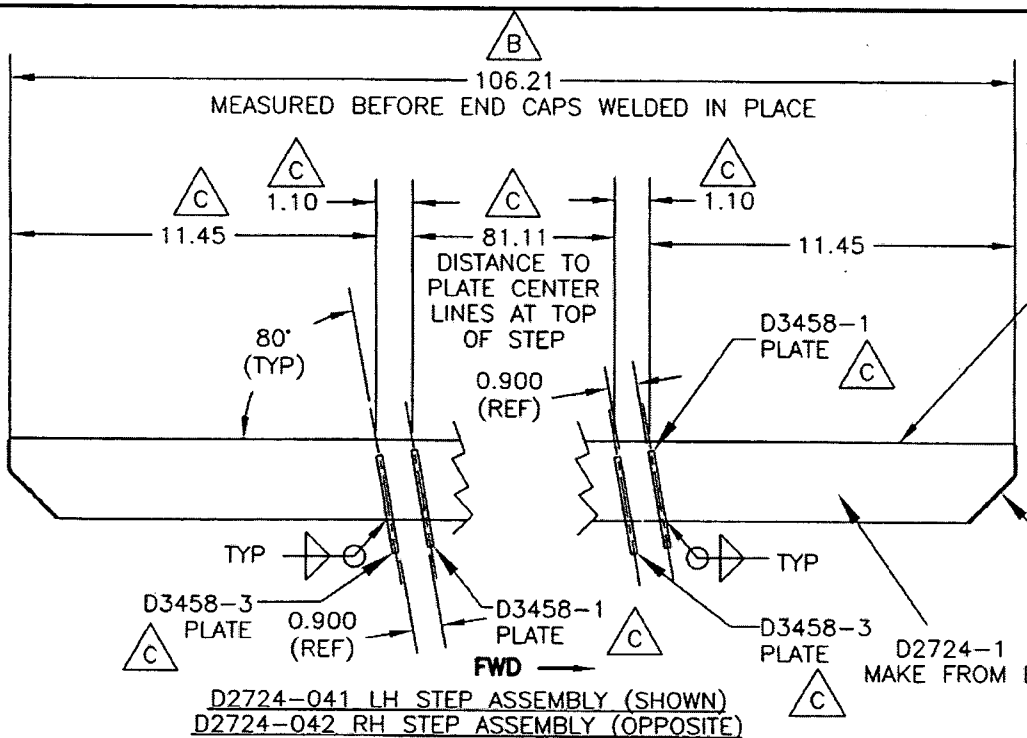 B
106.21
MEASURED BEFORE END CAPS WELDED IN PLACE
C
C
C
C
1.10
1.10
11.45
81.11
11.45
DISTANCE TO
PLATE CENTER
LINES AT TOP
OF STEP
80°
(TYP)
D3458-1
PLATE
C
0.900
(REF)
TYP
TYP
D3458-3
PLATE
C
0.900
(REF)
D3458-1
PLATE
C
D3458-3
PLATE
C
D2724-1
MAKE FROM
FWD
D2724-041 LH STEP ASSEMBLY (SHOWN)
D2724-042 RH STEP ASSEMBLY (OPPOSITE)